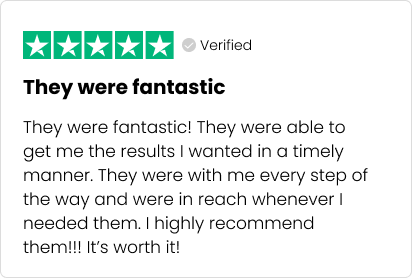 Verified
They were fantastic
They were fantastic! They were able to
get me the results I wanted in a timely
manner. They were with me every step of
the way and were in reach whenever I
needed them. I highly recommend
them!!! It’s worth it!